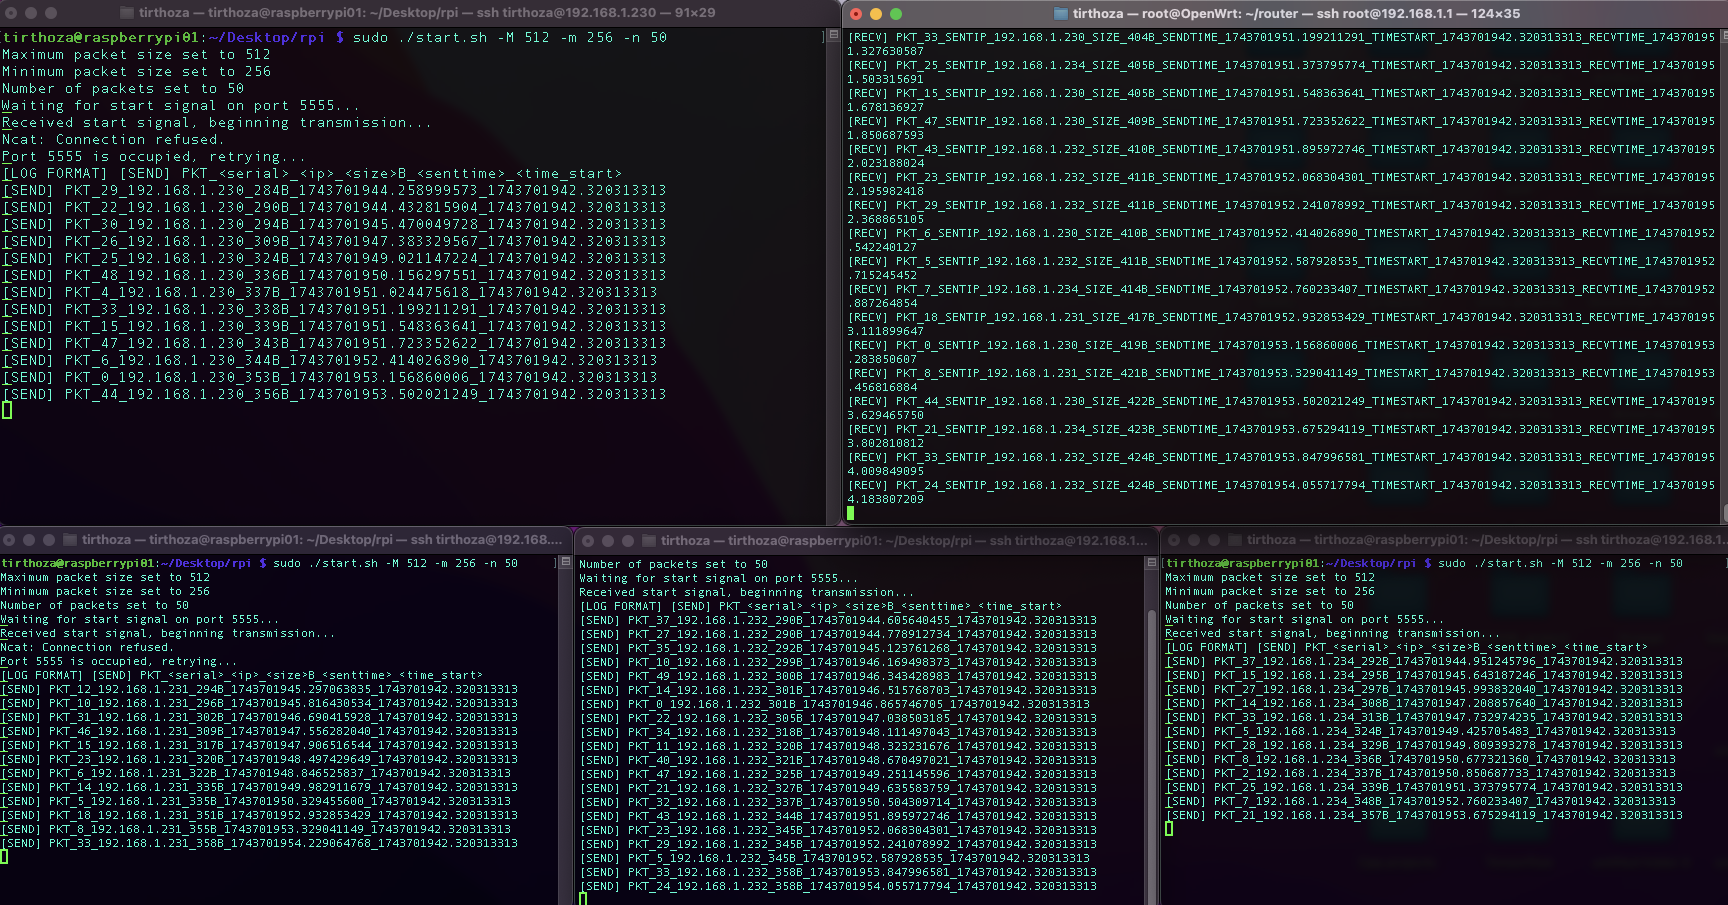 tirthoza — tirthoza@raspberrypi01: ~/Desktop/rpi — ssh tirthoza@192.168.1.230 — 91×29
[tirthoza@raspberrypi01:~/Desktop/rpi $ sudo ./start.sh -M 512 -m 256 -n 50 ]
Maximum packet size set to 512
Minimum packet size set to 256
Number of packets set to 50
Waiting for start signal on port 5555...
Received start signal, beginning transmission...
Ncat: Connection refused.
Port 5555 is occupied, retrying...
[LOG FORMAT] [SEND] PKT_<serial>_<ip>_<size>B_<senttime>_<time_start>
[SEND] PKT_29_192.168.1.230_284B_1743701944.258999573_1743701942.320313313
[SEND] PKT_22_192.168.1.230_290B_1743701944.432815904_1743701942.320313313
[SEND] PKT_30_192.168.1.230_294B_1743701945.470049728_1743701942.320313313
[SEND] PKT_26_192.168.1.230_309B_1743701947.383329567_1743701942.320313313
[SEND] PKT_25_192.168.1.230_324B_1743701949.021147224_1743701942.320313313
[SEND] PKT_48_192.168.1.230_336B_1743701950.156297551_1743701942.320313313
[SEND] PKT_4_192.168.1.230_337B_1743701951.024475618_1743701942.320313313
[SEND] PKT_33_192.168.1.230_338B_1743701951.199211291_1743701942.320313313
[SEND] PKT_15_192.168.1.230_339B_1743701951.548363641_1743701942.320313313
[SEND] PKT_47_192.168.1.230_343B_1743701951.723352622_1743701942.320313313
[SEND] PKT_6_192.168.1.230_344B_1743701952.414026890_1743701942.320313313
[SEND] PKT_0_192.168.1.230_353B_1743701953.156860006_1743701942.320313313
[SEND] PKT_44_192.168.1.230_356B_1743701953.502021249_1743701942.320313313
tirthoza — root@OpenWrt: ~/router — ssh root@192.168.1.1 — 124×35
[RECV] PKT_33_SENTIP_192.168.1.230_SIZE_404B_SENDTIME_1743701951.199211291_TIMESTART_1743701942.320313313_RECVTIME_174370195
1.327630587
[RECV] PKT_25_SENTIP_192.168.1.234_SIZE_405B_SENDTIME_1743701951.373795774_TIMESTART_1743701942.320313313_RECVTIME_174370195
1.503315691
[RECV] PKT_15_SENTIP_192.168.1.230_SIZE_405B_SENDTIME_1743701951.548363641_TIMESTART_1743701942.320313313_RECVTIME_174370195
1.678136927
[RECV] PKT_47_SENTIP_192.168.1.230_SIZE_409B_SENDTIME_1743701951.723352622_TIMESTART_1743701942.320313313_RECVTIME_174370195
1.850687593
[RECV] PKT_43_SENTIP_192.168.1.232_SIZE_410B_SENDTIME_1743701951.895972746_TIMESTART_1743701942.320313313_RECVTIME_174370195
2.023188024
[RECV] PKT_23_SENTIP_192.168.1.232_SIZE_411B_SENDTIME_1743701952.068304301_TIMESTART_1743701942.320313313_RECVTIME_174370195
2.195982418
[RECV] PKT_29_SENTIP_192.168.1.232_SIZE_411B_SENDTIME_1743701952.241078992_TIMESTART_1743701942.320313313_RECVTIME_174370195
2.368865105
[RECV] PKT_6_SENTIP_192.168.1.230_SIZE_410B_SENDTIME_1743701952.414026890_TIMESTART_1743701942.320313313_RECVTIME_1743701952
.542240127
[RECV] PKT_5_SENTIP_192.168.1.232_SIZE_411B_SENDTIME_1743701952.587928535_TIMESTART_1743701942.320313313_RECVTIME_1743701952
.715245452
[RECV] PKT_7_SENTIP_192.168.1.234_SIZE_414B_SENDTIME_1743701952.760233407_TIMESTART_1743701942.320313313_RECVTIME_1743701952
.887264854
[RECV] PKT_18_SENTIP_192.168.1.231_SIZE_417B_SENDTIME_1743701952.932853429_TIMESTART_1743701942.320313313_RECVTIME_174370195
3.111899647
[RECV] PKT_0_SENTIP_192.168.1.230_SIZE_419B_SENDTIME_1743701953.156860006_TIMESTART_1743701942.320313313_RECVTIME_1743701953
.283850607
[RECV] PKT_8_SENTIP_192.168.1.231_SIZE_421B_SENDTIME_1743701953.329041149_TIMESTART_1743701942.320313313_RECVTIME_1743701953
.456816884
[RECV] PKT_44_SENTIP_192.168.1.230_SIZE_422B_SENDTIME_1743701953.502021249_TIMESTART_1743701942.320313313_RECVTIME_174370195
3.629465750
[RECV] PKT_21_SENTIP_192.168.1.234_SIZE_423B_SENDTIME_1743701953.675294119_TIMESTART_1743701942.320313313_RECVTIME_174370195
3.802810812
[RECV] PKT_33_SENTIP_192.168.1.232_SIZE_424B_SENDTIME_1743701953.847996581_TIMESTART_1743701942.320313313_RECVTIME_174370195
4.009849095
[RECV] PKT_24_SENTIP_192.168.1.232_SIZE_424B_SENDTIME_1743701954.055717794_TIMESTART_1743701942.320313313_RECVTIME_174370195
4.183807209
tirthoza — tirthoza@raspberrypi01: ~/Desktop/rpi — ssh tirthoza@192.168....
[tirthoza@raspberrypi01:~/Desktop/rpi $ sudo ./start.sh -M 512 -m 256 -n 50 ]
Maximum packet size set to 512
Minimum packet size set to 256
Number of packets set to 50
Waiting for start signal on port 5555...
Received start signal, beginning transmission...
Ncat: Connection refused.
Port 5555 is occupied, retrying...
[LOG FORMAT] [SEND] PKT_<serial>_<ip>_<size>B_<senttime>_<time_start>
[SEND] PKT_12_192.168.1.231_294B_1743701945.297063835_1743701942.320313313
[SEND] PKT_10_192.168.1.231_296B_1743701945.816430534_1743701942.320313313
[SEND] PKT_31_192.168.1.231_302B_1743701946.690415928_1743701942.320313313
[SEND] PKT_46_192.168.1.231_309B_1743701947.556282040_1743701942.320313313
[SEND] PKT_15_192.168.1.231_317B_1743701947.906516544_1743701942.320313313
[SEND] PKT_23_192.168.1.231_320B_1743701948.497429649_1743701942.320313313
[SEND] PKT_6_192.168.1.231_322B_1743701948.846525837_1743701942.320313313
[SEND] PKT_14_192.168.1.231_335B_1743701949.982911679_1743701942.320313313
[SEND] PKT_5_192.168.1.231_335B_1743701950.329455600_1743701942.320313313
[SEND] PKT_18_192.168.1.231_351B_1743701952.932853429_1743701942.320313313
[SEND] PKT_8_192.168.1.231_355B_1743701953.329041149_1743701942.320313313
[SEND] PKT_33_192.168.1.231_358B_1743701954.229064768_1743701942.320313313
tirthoza — tirthoza@raspberrypi01: ~/Desktop/rpi — ssh tirthoza@192.168.1...
Number of packets set to 50
Waiting for start signal on port 5555...
Received start signal, beginning transmission...
[LOG FORMAT] [SEND] PKT_<serial>_<ip>_<size>B_<senttime>_<time_start>
[SEND] PKT_37_192.168.1.232_290B_1743701944.605640455_1743701942.320313313
[SEND] PKT_27_192.168.1.232_290B_1743701944.778912734_1743701942.320313313
[SEND] PKT_35_192.168.1.232_292B_1743701945.123761268_1743701942.320313313
[SEND] PKT_10_192.168.1.232_299B_1743701946.169498373_1743701942.320313313
[SEND] PKT_49_192.168.1.232_300B_1743701946.343428983_1743701942.320313313
[SEND] PKT_14_192.168.1.232_301B_1743701946.515768703_1743701942.320313313
[SEND] PKT_0_192.168.1.232_301B_1743701946.865746705_1743701942.320313313
[SEND] PKT_22_192.168.1.232_305B_1743701947.038503185_1743701942.320313313
[SEND] PKT_34_192.168.1.232_318B_1743701948.111497043_1743701942.320313313
[SEND] PKT_11_192.168.1.232_320B_1743701948.323231676_1743701942.320313313
[SEND] PKT_40_192.168.1.232_321B_1743701948.670497021_1743701942.320313313
[SEND] PKT_47_192.168.1.232_325B_1743701949.251145596_1743701942.320313313
[SEND] PKT_21_192.168.1.232_327B_1743701949.635583759_1743701942.320313313
[SEND] PKT_32_192.168.1.232_337B_1743701950.504309714_1743701942.320313313
[SEND] PKT_43_192.168.1.232_344B_1743701951.895972746_1743701942.320313313
[SEND] PKT_23_192.168.1.232_345B_1743701952.068304301_1743701942.320313313
[SEND] PKT_29_192.168.1.232_345B_1743701952.241078992_1743701942.320313313
[SEND] PKT_5_192.168.1.232_345B_1743701952.587928535_1743701942.320313313
[SEND] PKT_33_192.168.1.232_358B_1743701953.847996581_1743701942.320313313
[SEND] PKT_24_192.168.1.232_358B_1743701954.055717794_1743701942.320313313
tirthoza — tirthoza@raspberrypi01: ~/Desktop/rpi — ssh tirthoza@192.168.1...
[tirthoza@raspberrypi01:~/Desktop/rpi $ sudo ./start.sh -M 512 -m 256 -n 50 ]
Maximum packet size set to 512
Minimum packet size set to 256
Number of packets set to 50
Waiting for start signal on port 5555...
Received start signal, beginning transmission...
[LOG FORMAT] [SEND] PKT_<serial>_<ip>_<size>B_<senttime>_<time_start>
[SEND] PKT_37_192.168.1.234_292B_1743701944.951245796_1743701942.320313313
[SEND] PKT_15_192.168.1.234_295B_1743701945.643187246_1743701942.320313313
[SEND] PKT_27_192.168.1.234_297B_1743701945.993832040_1743701942.320313313
[SEND] PKT_14_192.168.1.234_308B_1743701947.208857640_1743701942.320313313
[SEND] PKT_33_192.168.1.234_313B_1743701947.732974235_1743701942.320313313
[SEND] PKT_5_192.168.1.234_324B_1743701949.425705483_1743701942.320313313
[SEND] PKT_28_192.168.1.234_329B_1743701949.809393278_1743701942.320313313
[SEND] PKT_8_192.168.1.234_336B_1743701950.677321360_1743701942.320313313
[SEND] PKT_2_192.168.1.234_337B_1743701950.850687733_1743701942.320313313
[SEND] PKT_25_192.168.1.234_339B_1743701951.373795774_1743701942.320313313
[SEND] PKT_7_192.168.1.234_348B_1743701952.760233407_1743701942.320313313
[SEND] PKT_21_192.168.1.234_357B_1743701953.675294119_1743701942.320313313